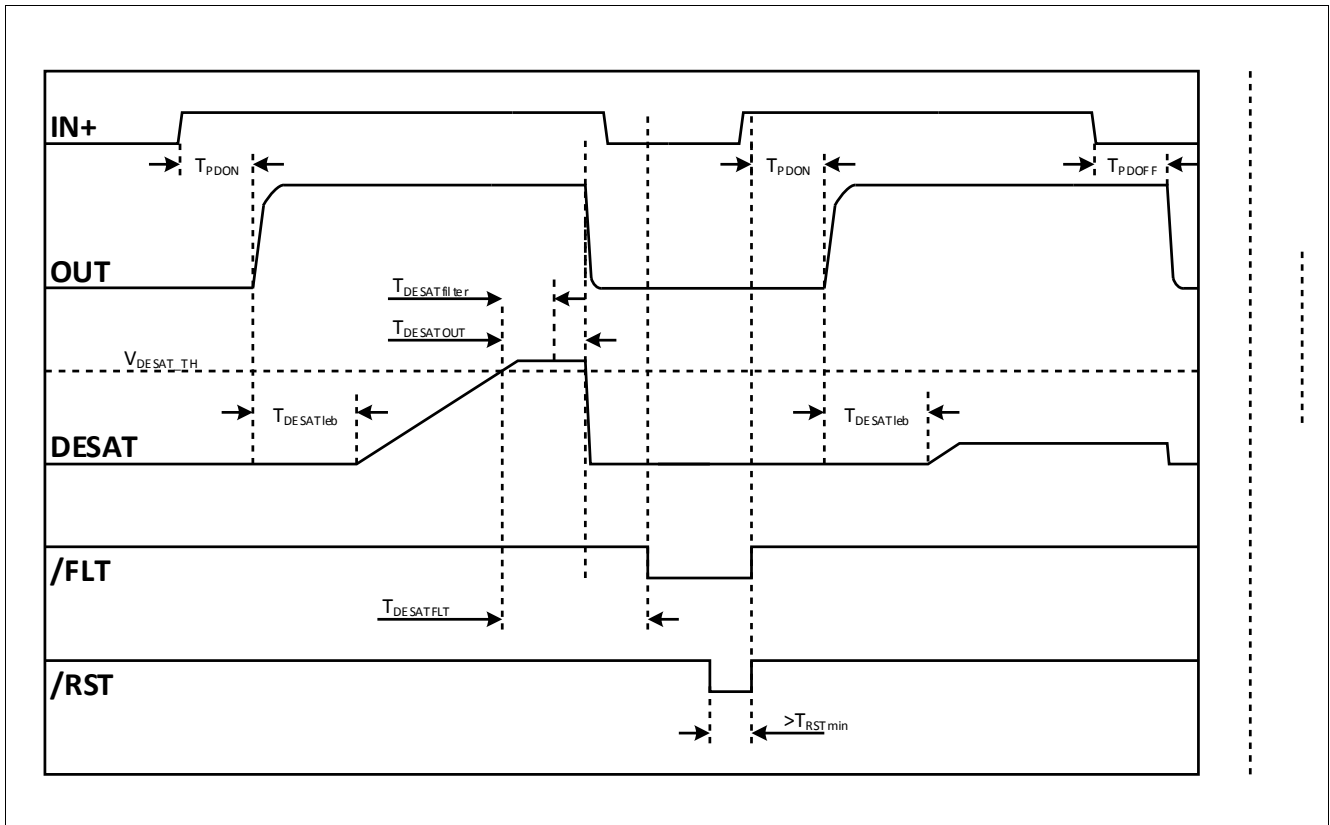 IN+
TPDON
TPDON
TPDOFF
OUT
TDESATfilter
TDESATOUT
VDESAT_TH
TDESATleb
TDESATleb
DESAT
/FLT
TDESATFLT
/RST
>TRSTmin